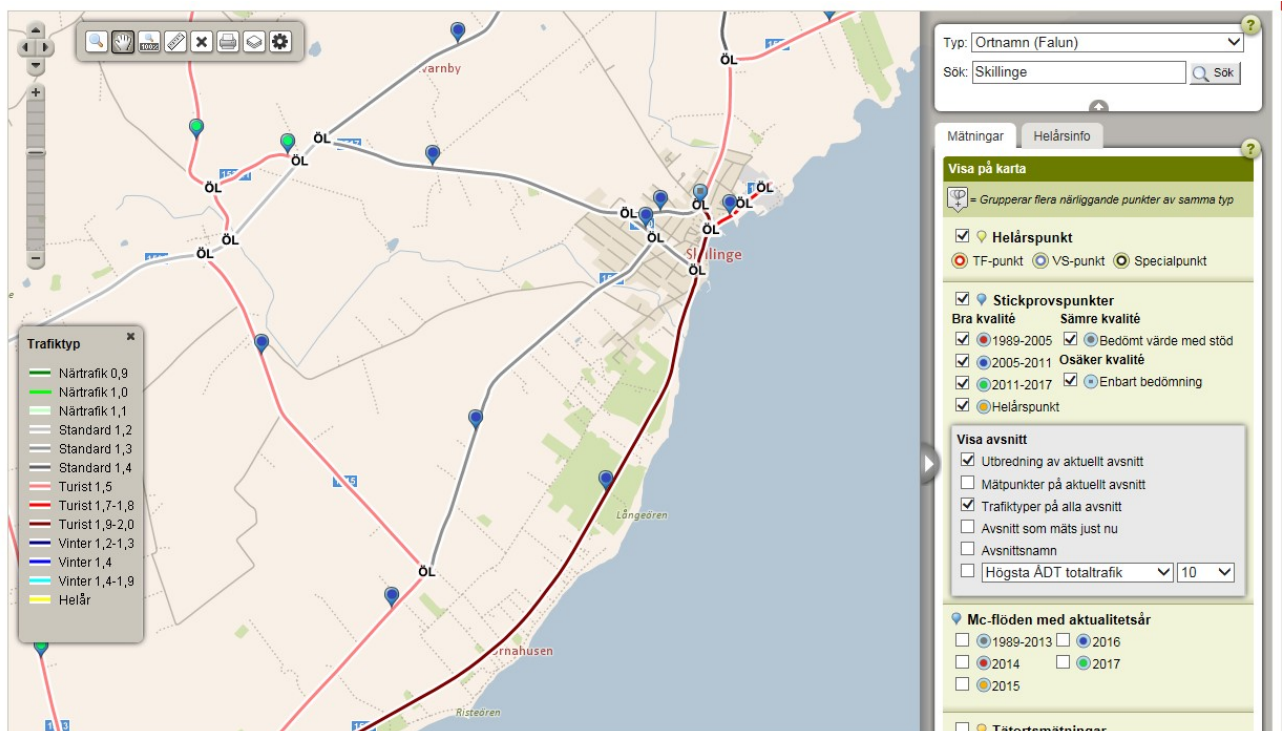 100%
varnby
ÖL
ÖL
ÖL
ÖL
ÖL
ÖL
ÖL
ÖL
ÖL
ÖL
ÖL
ÖL
ÖL
ÖL
Skillinge
Långeören
Risteören
Trafiktyp
Närtrafik 0,9
Närtrafik 1,0
Närtrafik 1,1
Standard 1,2
Standard 1,3
Standard 1,4
Turist 1,5
Turist 1,7-1,8
Turist 1,9-2,0
Vinter 1,2-1,3
Vinter 1,4
Vinter 1,4-1,9
Helår
?
Typ: Ortnamn (Falun)
Sök: Skillinge Sök
Mätningar Helårsinfo
?
Visa på karta
= Grupperar flera närliggande punkter av samma typ
Helårspunkt
TF-punkt VS-punkt Specialpunkt
Stickprovspunkter
Bra kvalité Sämre kvalité
1989-2005 Bedömt värde med stöd
2005-2011 Osäker kvalité
2011-2017 Enbart bedömning
Helårspunkt
Visa avsnitt
Utbredning av aktuellt avsnitt
Mätpunkter på aktuellt avsnitt
Trafiktyper på alla avsnitt
Avsnitt som mäts just nu
Avsnittsnamn
Högsta ÅDT totaltrafik 10
Mc-flöden med aktualitetsår
1989-2013 2016
2014 2017
2015
Tätortsmätningar